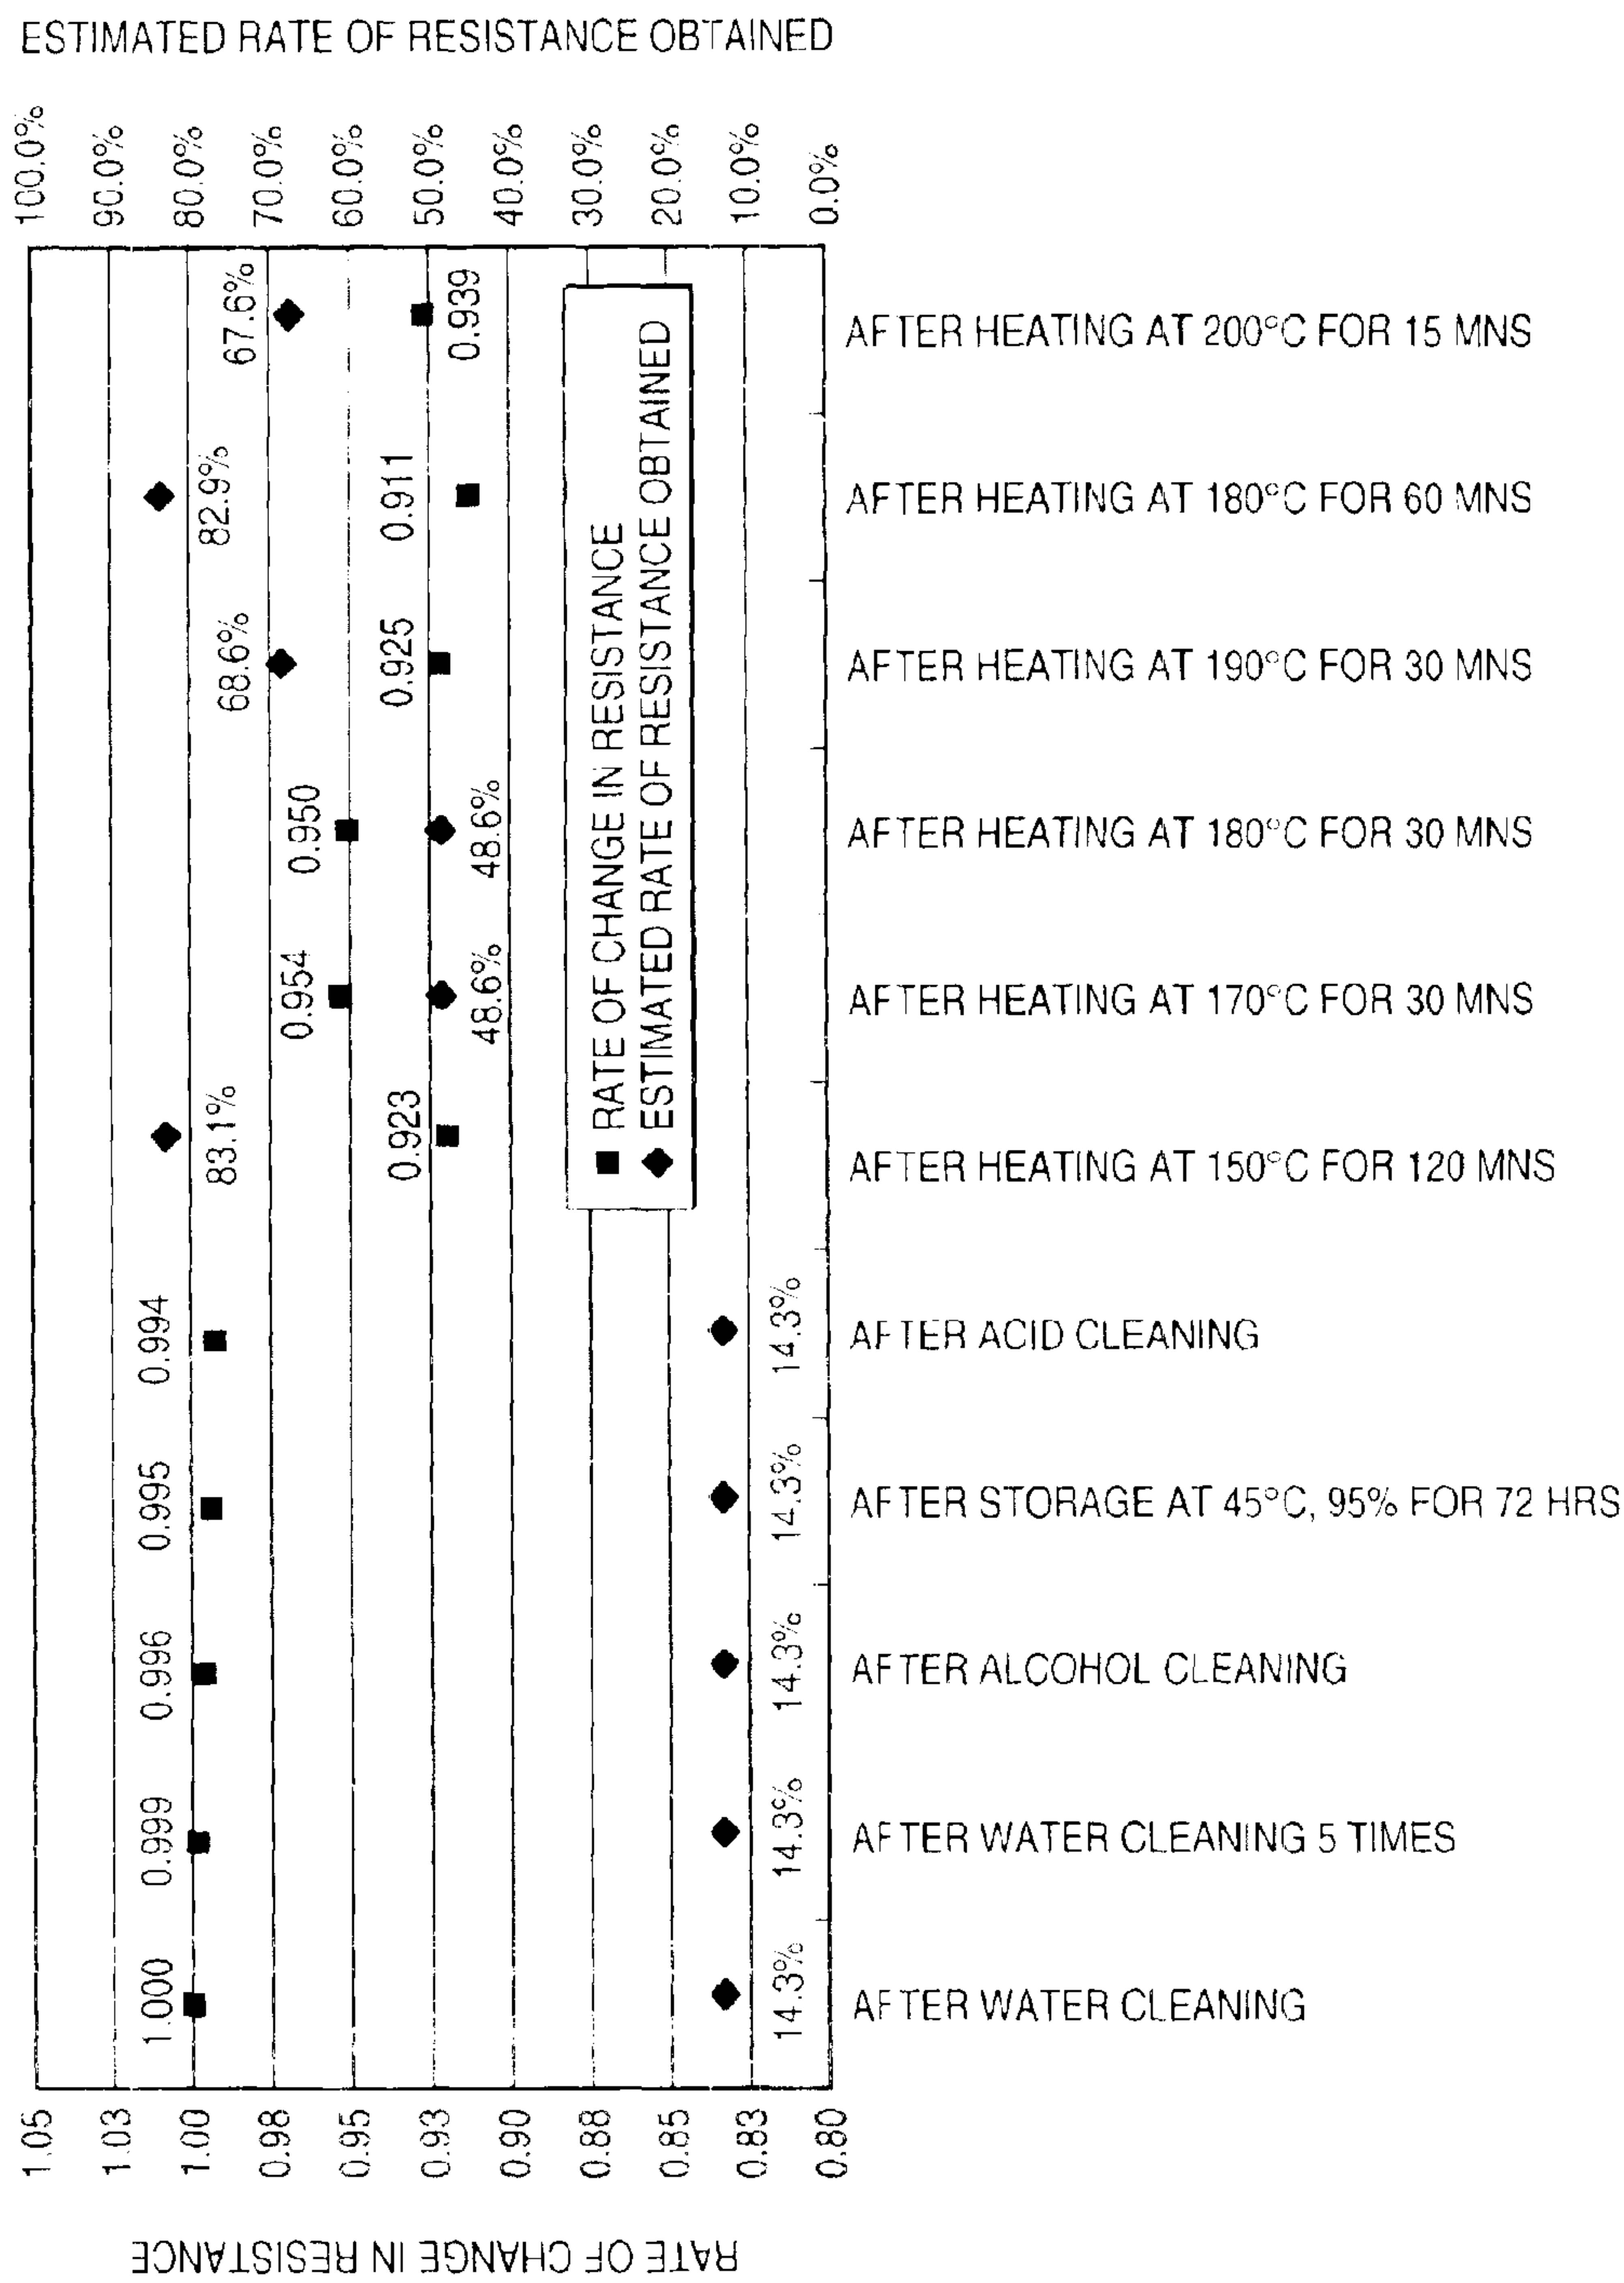 ESTIMATED RATE OF RESISTANCE OBTAINED
100.0%
90.0%
80.0%
70.0%
60.0%
50.0%
40.0%
30.0%
20.0%
10.0%
0.0%
67.6%
0.939
AFTER HEATING AT 200°C FOR 15 MNS
82.9%
0.911
AFTER HEATING AT 180°C FOR 60 MNS
68.6%
0.925
AFTER HEATING AT 190°C FOR 30 MNS
0.950
48.6%
AFTER HEATING AT 180°C FOR 30 MNS
0.954
48.6%
AFTER HEATING AT 170°C FOR 30 MNS
83.1%
0.923
AFTER HEATING AT 150°C FOR 120 MNS
RATE OF CHANGE IN RESISTANCE
ESTIMATED RATE OF RESISTANCE OBTAINED
0.994
14.3%
AFTER ACID CLEANING
0.995
14.3%
AFTER STORAGE AT 45°C, 95% FOR 72 HRS
0.996
14.3%
AFTER ALCOHOL CLEANING
0.999
14.3%
AFTER WATER CLEANING 5 TIMES
1.000
14.3%
AFTER WATER CLEANING
1.05
1.03
1.00
0.98
0.95
0.93
0.90
0.88
0.85
0.83
0.80
RATE OF CHANGE IN RESISTANCE